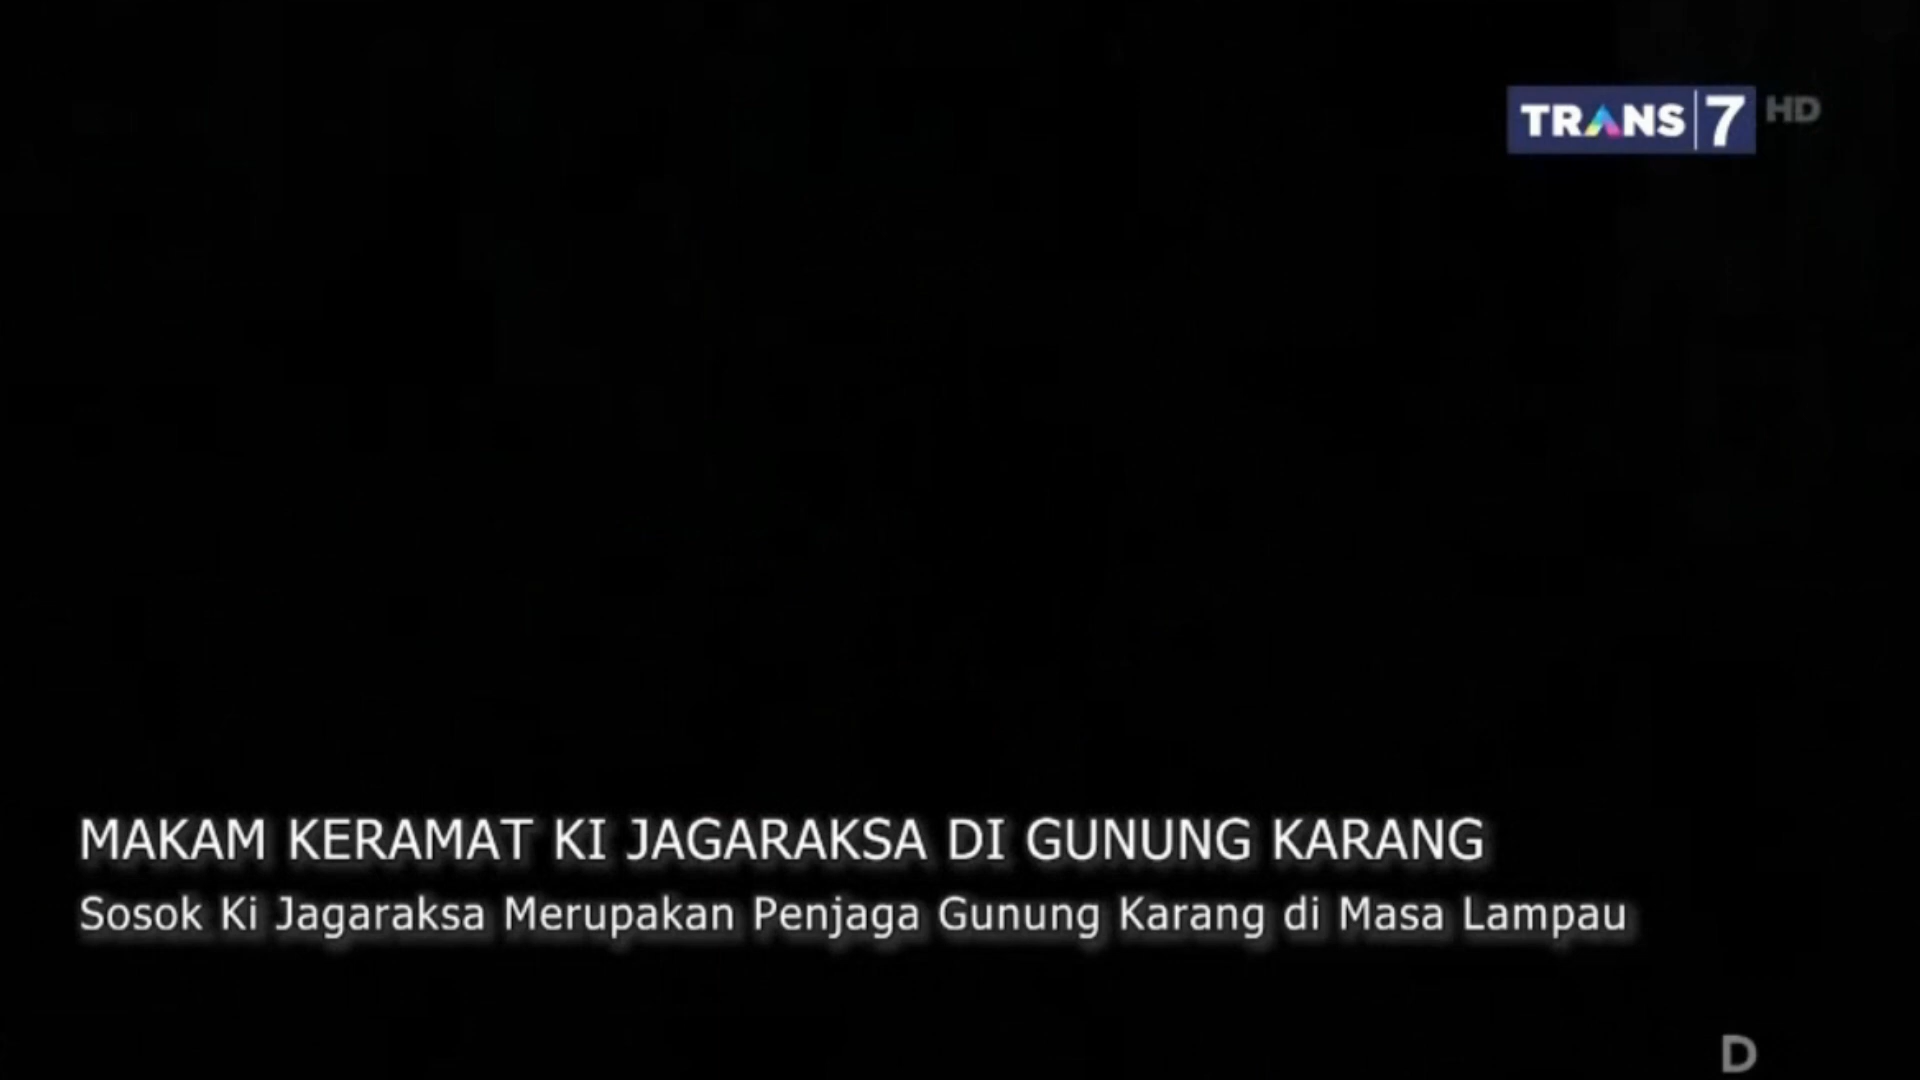 TRANS|7 HD
MAKAM KERAMAT KI JAGARAKSA DI GUNUNG KARANG
Sosok Ki Jagaraksa Merupakan Penjaga Gunung Karang di Masa Lampau
D